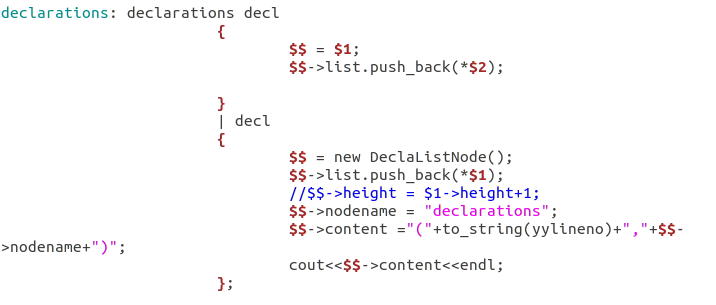 declarations: declarations decl
{
$$ = $1;
$$->list.push_back(*$2);
}
| decl
{
$$ = new DeclaListNode();
$$->list.push_back(*$1);
//$$->height = $1->height+1;
$$->nodename = "declarations";
$$->content ="("+to_string(yylineno)+","+$$-
>nodename+")";
cout<<$$->content<<endl;
};